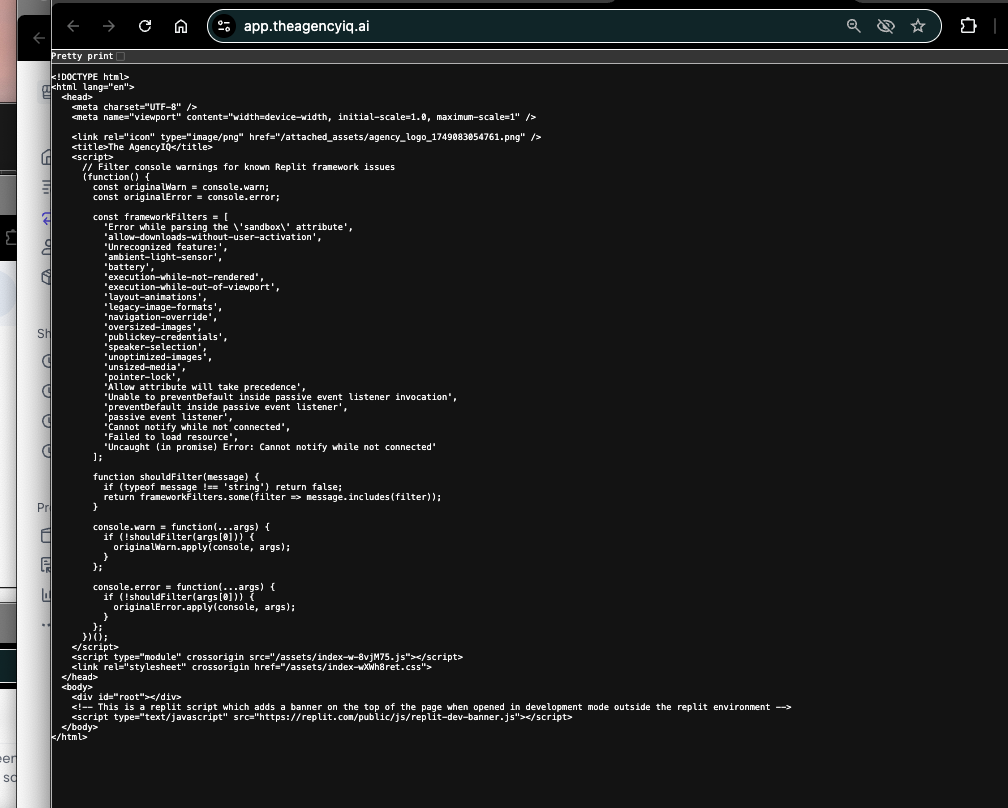 app.theagencyiq.ai
Pretty print
<!DOCTYPE html>
<html lang="en">
<head>
<meta charset="UTF-8" />
<meta name="viewport" content="width=device-width, initial-scale=1.0, maximum-scale=1" />
<link rel="icon" type="image/png" href="/attached_assets/agency_logo_1749083054761.png" />
<title>The AgencyIQ</title>
<script>
// Filter console warnings for known Replit framework issues
(function() {
const originalWarn = console.warn;
const originalError = console.error;
const frameworkFilters = [
'Error while parsing the \'sandbox\' attribute',
'allow-downloads-without-user-activation',
'Unrecognized feature:',
'ambient-light-sensor',
'battery',
'execution-while-not-rendered',
'execution-while-out-of-viewport',
'layout-animations',
'legacy-image-formats',
'navigation-override',
'oversized-images',
'publickey-credentials',
'speaker-selection',
'unoptimized-images',
'unsized-media',
'pointer-lock',
'Allow attribute will take precedence',
'Unable to preventDefault inside passive event listener invocation',
'preventDefault inside passive event listener',
'passive event listener',
'Cannot notify while not connected',
'Failed to load resource',
'Uncaught (in promise) Error: Cannot notify while not connected'
];
function shouldFilter(message) {
if (typeof message !== 'string') return false;
return frameworkFilters.some(filter => message.includes(filter));
}
console.warn = function(...args) {
if (!shouldFilter(args[0])) {
originalWarn.apply(console, args);
}
};
console.error = function(...args) {
if (!shouldFilter(args[0])) {
originalError.apply(console, args);
}
};
})();
</script>
<script type="module" crossorigin src="/assets/index-w-8vjM75.js"></script>
<link rel="stylesheet" crossorigin href="/assets/index-wXWh8ret.css">
</head>
<body>
<div id="root"></div>
<!-- This is a replit script which adds a banner on the top of the page when opened in development mode outside the replit environment -->
<script type="text/javascript" src="https://replit.com/public/js/replit-dev-banner.js"></script>
</body>
</html>